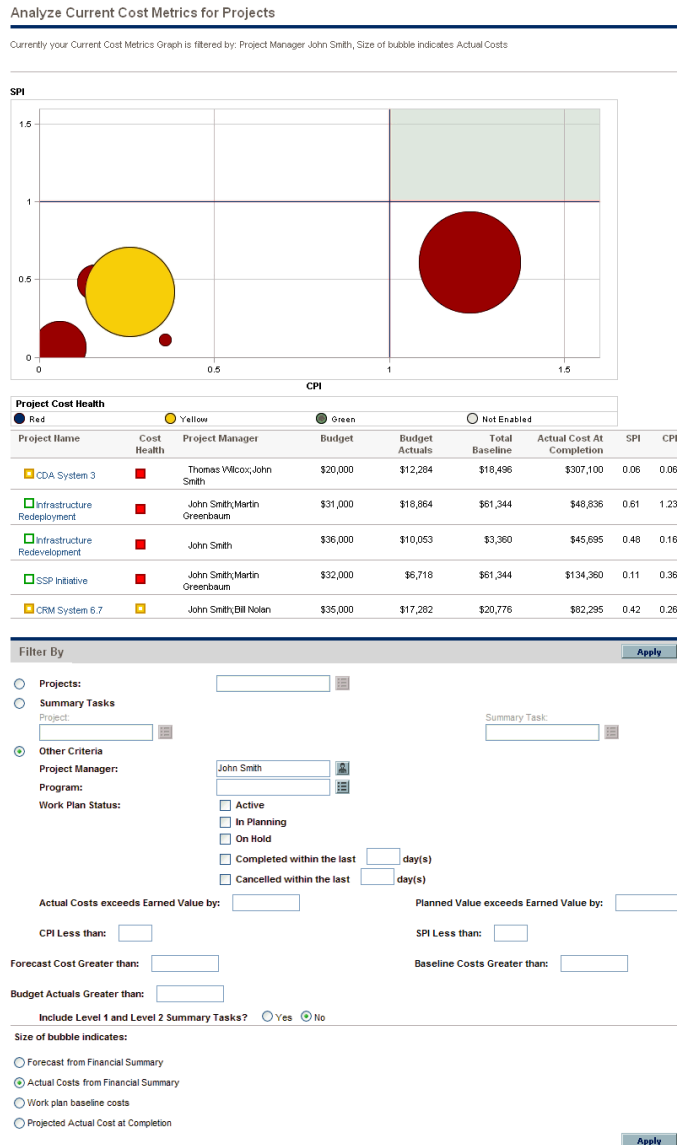 Analyze Current Cost Metrics for Projects
Currently your Current Cost Metrics Graph is filtered by: Project Manager John Smith, Size of bubble indicates Actual Costs
SPI
1.5
1
0.5
0
0 0.5 1 1.5
CPI
Project Cost Health
Red Yellow Green Not Enabled
Project Name Cost Health Project Manager Budget Budget Actuals Total Baseline Actual Cost At Completion SPI CPI
CDA System 3 Thomas Wilcox;John Smith $20,000 $12,284 $18,496 $307,100 0.06 0.06
Infrastructure Redeployment John Smith;Martin Greenbaum $31,000 $18,864 $61,344 $48,836 0.61 1.23
Infrastructure Redevelopment John Smith $36,000 $10,053 $3,360 $45,695 0.48 0.16
SSP Initiative John Smith;Martin Greenbaum $32,000 $6,718 $61,344 $134,360 0.11 0.36
CRM System 6.7 John Smith;Bill Nolan $35,000 $17,282 $20,776 $82,295 0.42 0.26
Filter By Apply
Projects:
Summary Tasks
Project: Summary Task:
Other Criteria
Project Manager: John Smith
Program:
Work Plan Status: Active
In Planning
On Hold
Completed within the last day(s)
Cancelled within the last day(s)
Actual Costs exceeds Earned Value by: Planned Value exceeds Earned Value by:
CPI Less than: SPI Less than:
Forecast Cost Greater than: Baseline Costs Greater than:
Budget Actuals Greater than:
Include Level 1 and Level 2 Summary Tasks? Yes No
Size of bubble indicates:
Forecast from Financial Summary
Actual Costs from Financial Summary
Work plan baseline costs
Projected Actual Cost at Completion
Apply